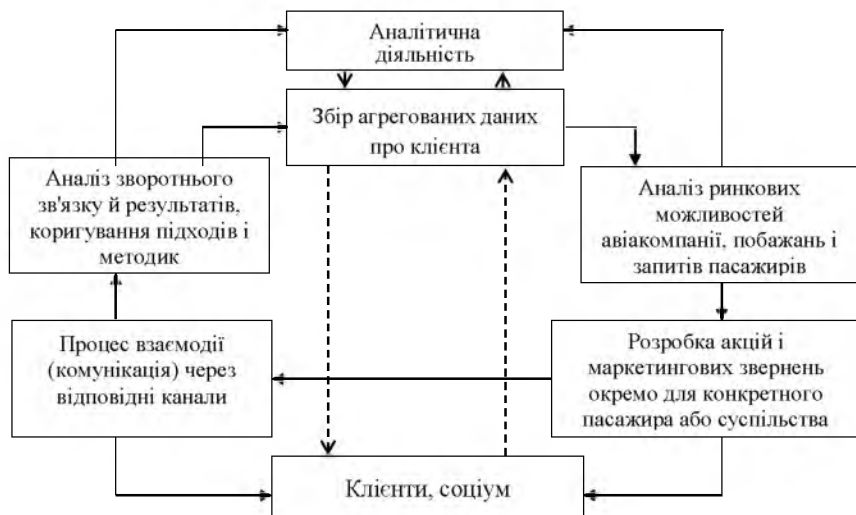 Аналітична
діяльність
Збір агрегованих даних
про клієнта
Аналіз зворотнього
зв'язку й результатів,
коригування підходів і
методик
Аналіз ринкових
можливостей
авіакомпанії, побажань і
запитів пасажирів
Процес взаємодії
(комунікація) через
відповідні канали
Розробка акцій і
маркетингових звернень
окремо для конкретного
пасажира або суспільства
Клієнти, соціум